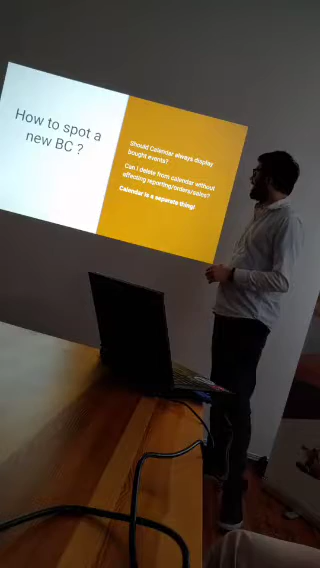 How to spot a
new BC ?
Should Calendar always display
bought events?
Can I delete from calendar without
affecting reporting/orders/sales?
Calendar is a separate thing!